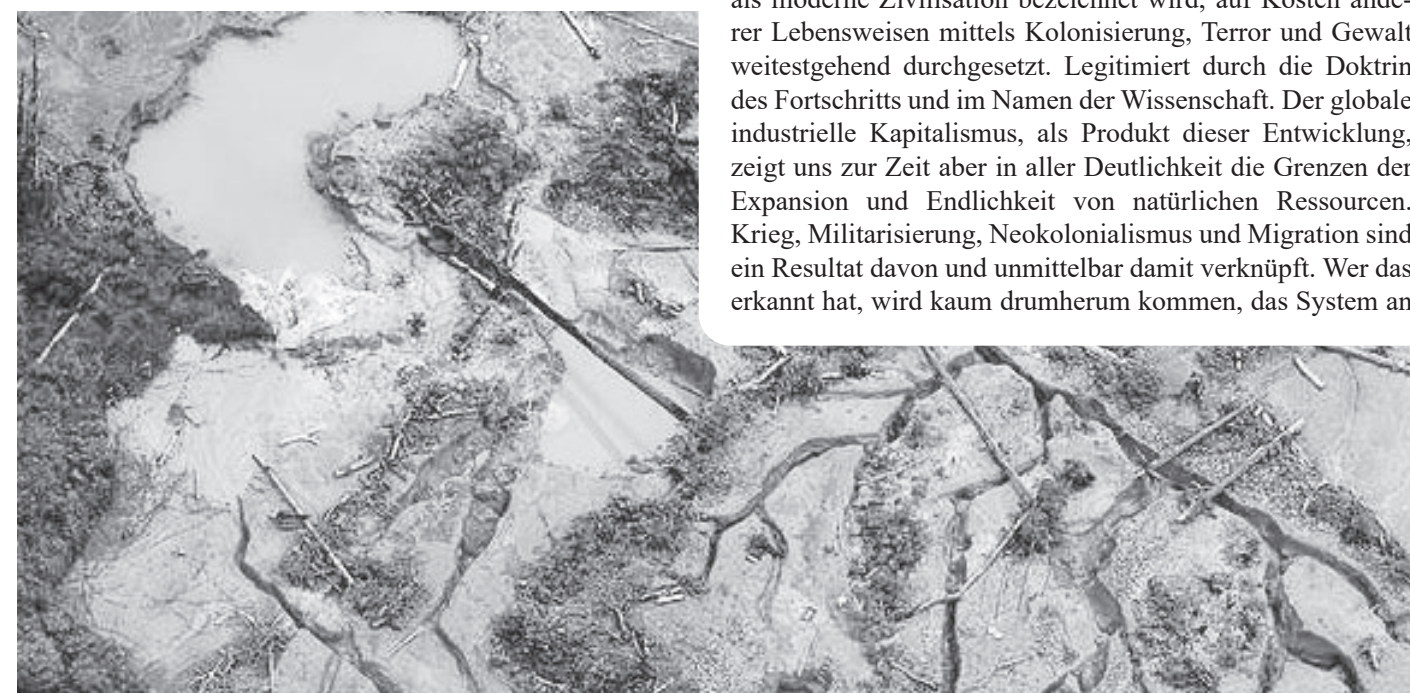 als moderne Zivilisation bezeichnet wird, auf Kosten ande-
rer Lebensweisen mittels Kolonisierung, Terror und Gewalt
weitestgehend durchgesetzt. Legitimiert durch die Doktrin
des Fortschritts und im Namen der Wissenschaft. Der globale
industrielle Kapitalismus, als Produkt dieser Entwicklung,
zeigt uns zur Zeit aber in aller Deutlichkeit die Grenzen der
Expansion und Endlichkeit von natürlichen Ressourcen.
Krieg, Militarisierung, Neokolonialismus und Migration sind
ein Resultat davon und unmittelbar damit verknüpft. Wer das
erkannt hat, wird kaum drumherum kommen, das System an